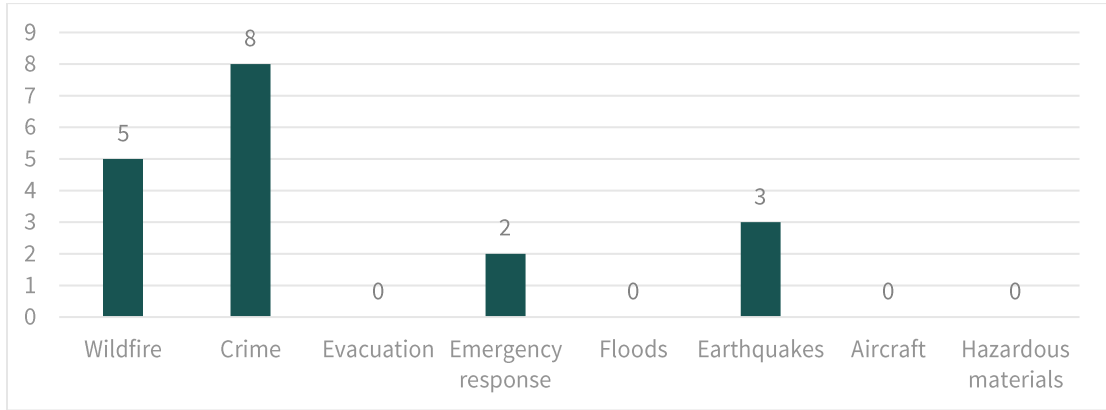 9
8
7
6
5
4
3
2
1
0
5
8
0
2
0
3
0
0
Wildfire
Crime
Evacuation
Emergency
response
Floods
Earthquakes
Aircraft
Hazardous
materials